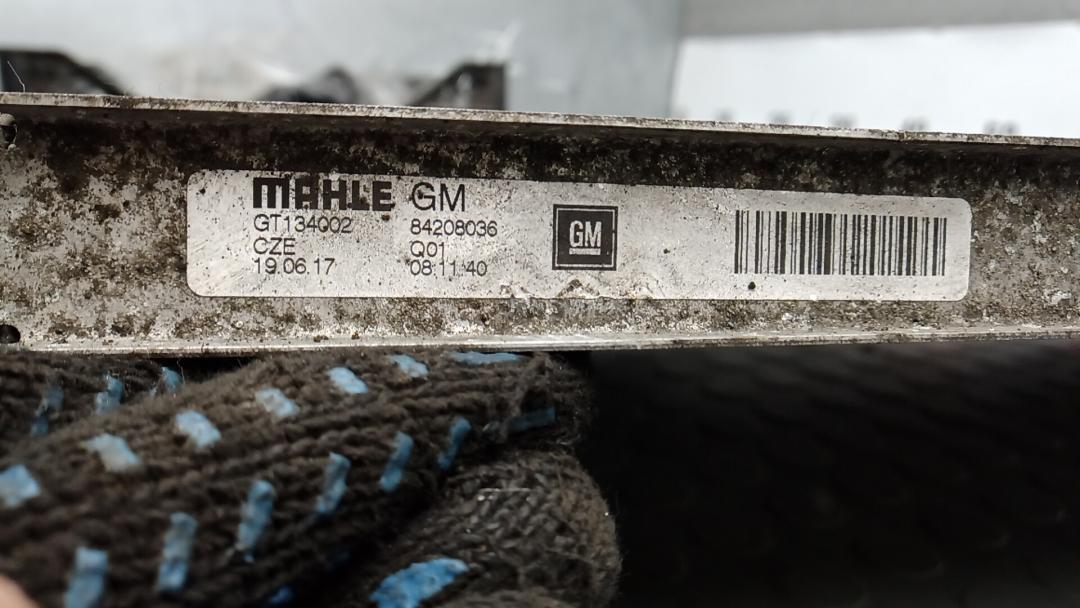 MAHLE GM
GT134002 84208036
CZE Q01
19.06.17 08:11:40
GM